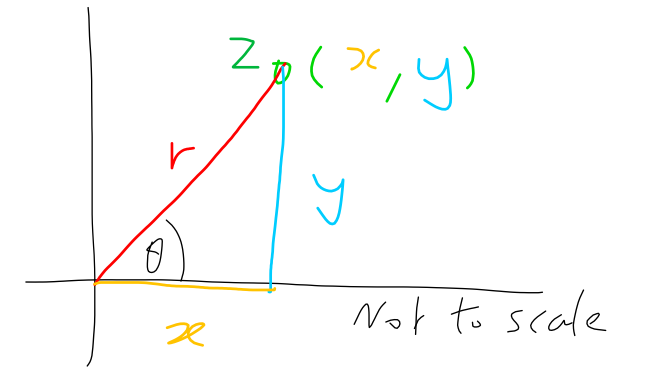 z (x, y)
r
y
θ
x
Not to scale